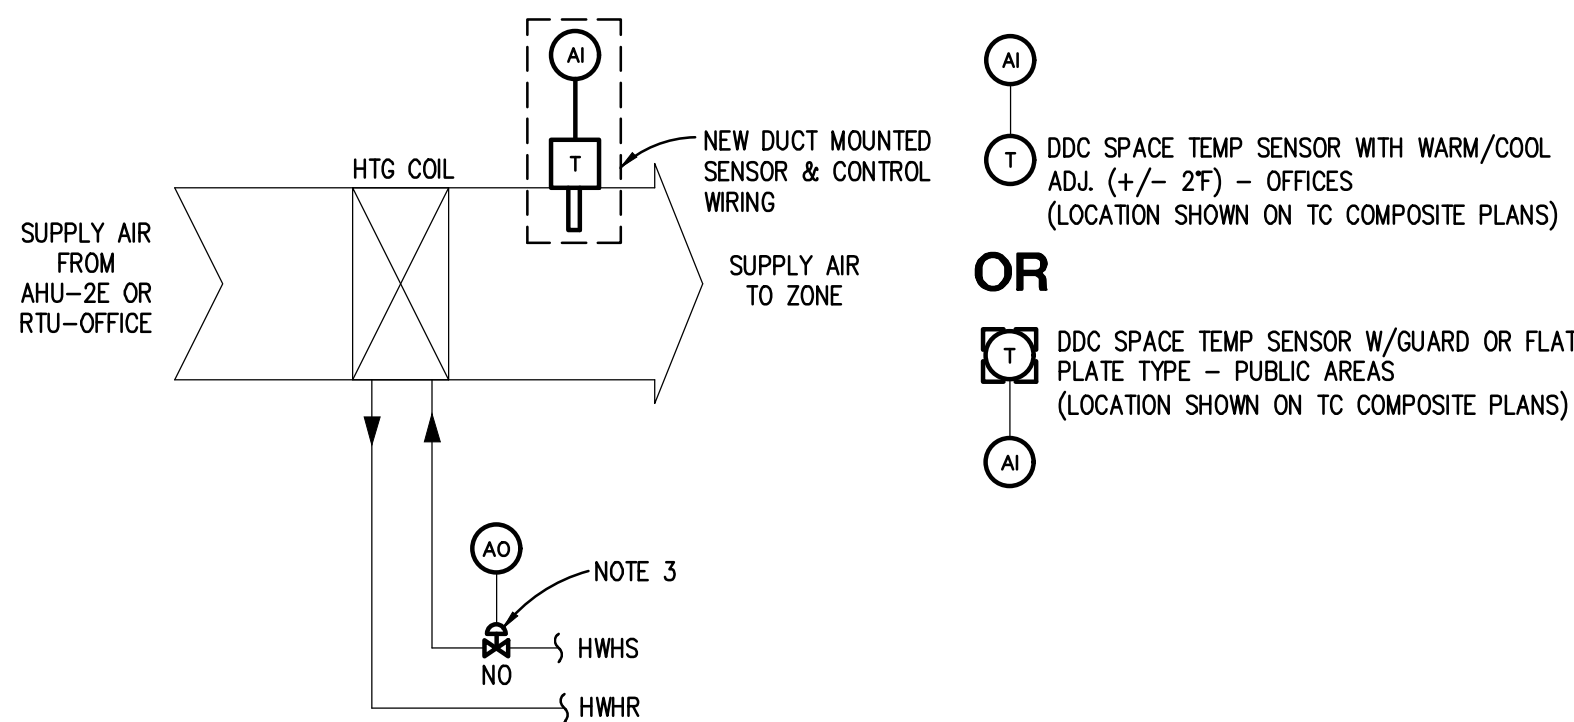 AI
T
NEW DUCT MOUNTED
SENSOR & CONTROL
WIRING
HTG COIL
SUPPLY AIR
FROM
AHU-2E OR
RTU-OFFICE
SUPPLY AIR
TO ZONE
AO
NOTE 3
HWHS
NO
HWHR
AI
T
DDC SPACE TEMP SENSOR WITH WARM/COOL
ADJ. (+/- 2°F) - OFFICES
(LOCATION SHOWN ON TC COMPOSITE PLANS)
OR
T
DDC SPACE TEMP SENSOR W/GUARD OR FLAT
PLATE TYPE - PUBLIC AREAS
(LOCATION SHOWN ON TC COMPOSITE PLANS)
AI